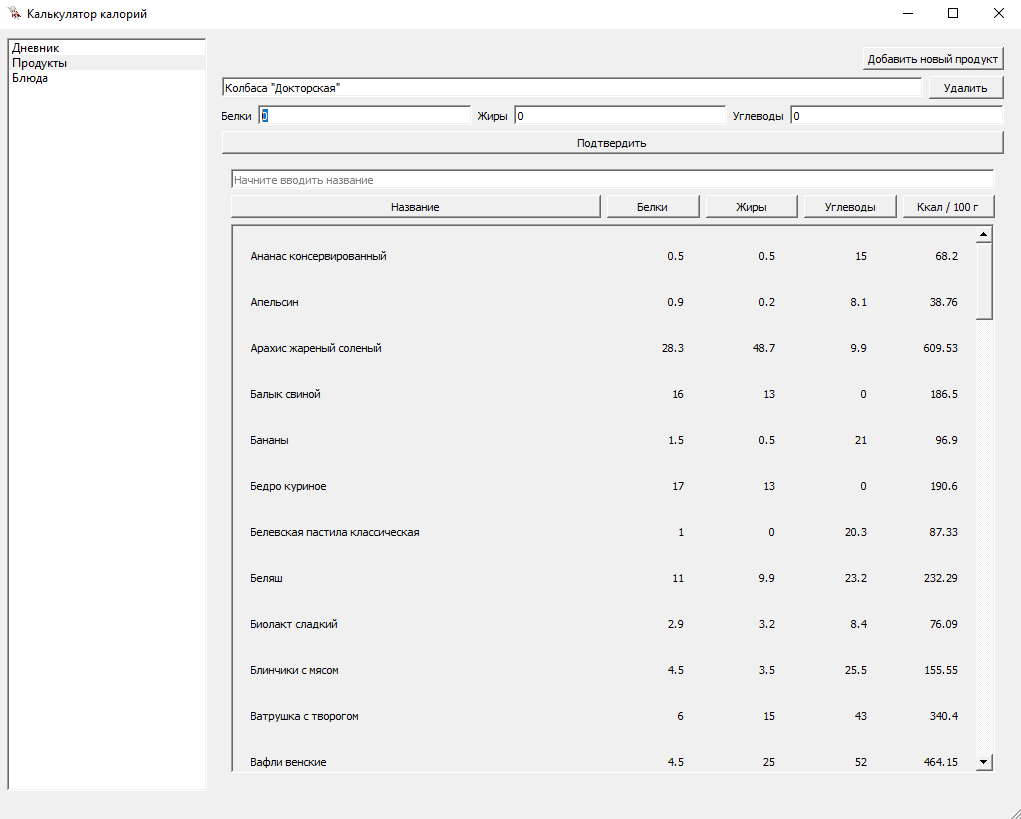 Калькулятор калорий
Дневник
Продукты
Блюда
Добавить новый продукт
Колбаса "Докторская" Удалить
Белки 0 Жиры 0 Углеводы 0
Подтвердить
Начните вводить название
Название Белки Жиры Углеводы Ккал / 100 г
Ананас консервированный 0.5 0.5 15 68.2
Апельсин 0.9 0.2 8.1 38.76
Арахис жареный соленый 28.3 48.7 9.9 609.53
Балык свиной 16 13 0 186.5
Бананы 1.5 0.5 21 96.9
Бедро куриное 17 13 0 190.6
Белевская пастила классическая 1 0 20.3 87.33
Беляш 11 9.9 23.2 232.29
Биолакт сладкий 2.9 3.2 8.4 76.09
Блинчики с мясом 4.5 3.5 25.5 155.55
Ватрушка с творогом 6 15 43 340.4
Вафли венские 4.5 25 52 464.15